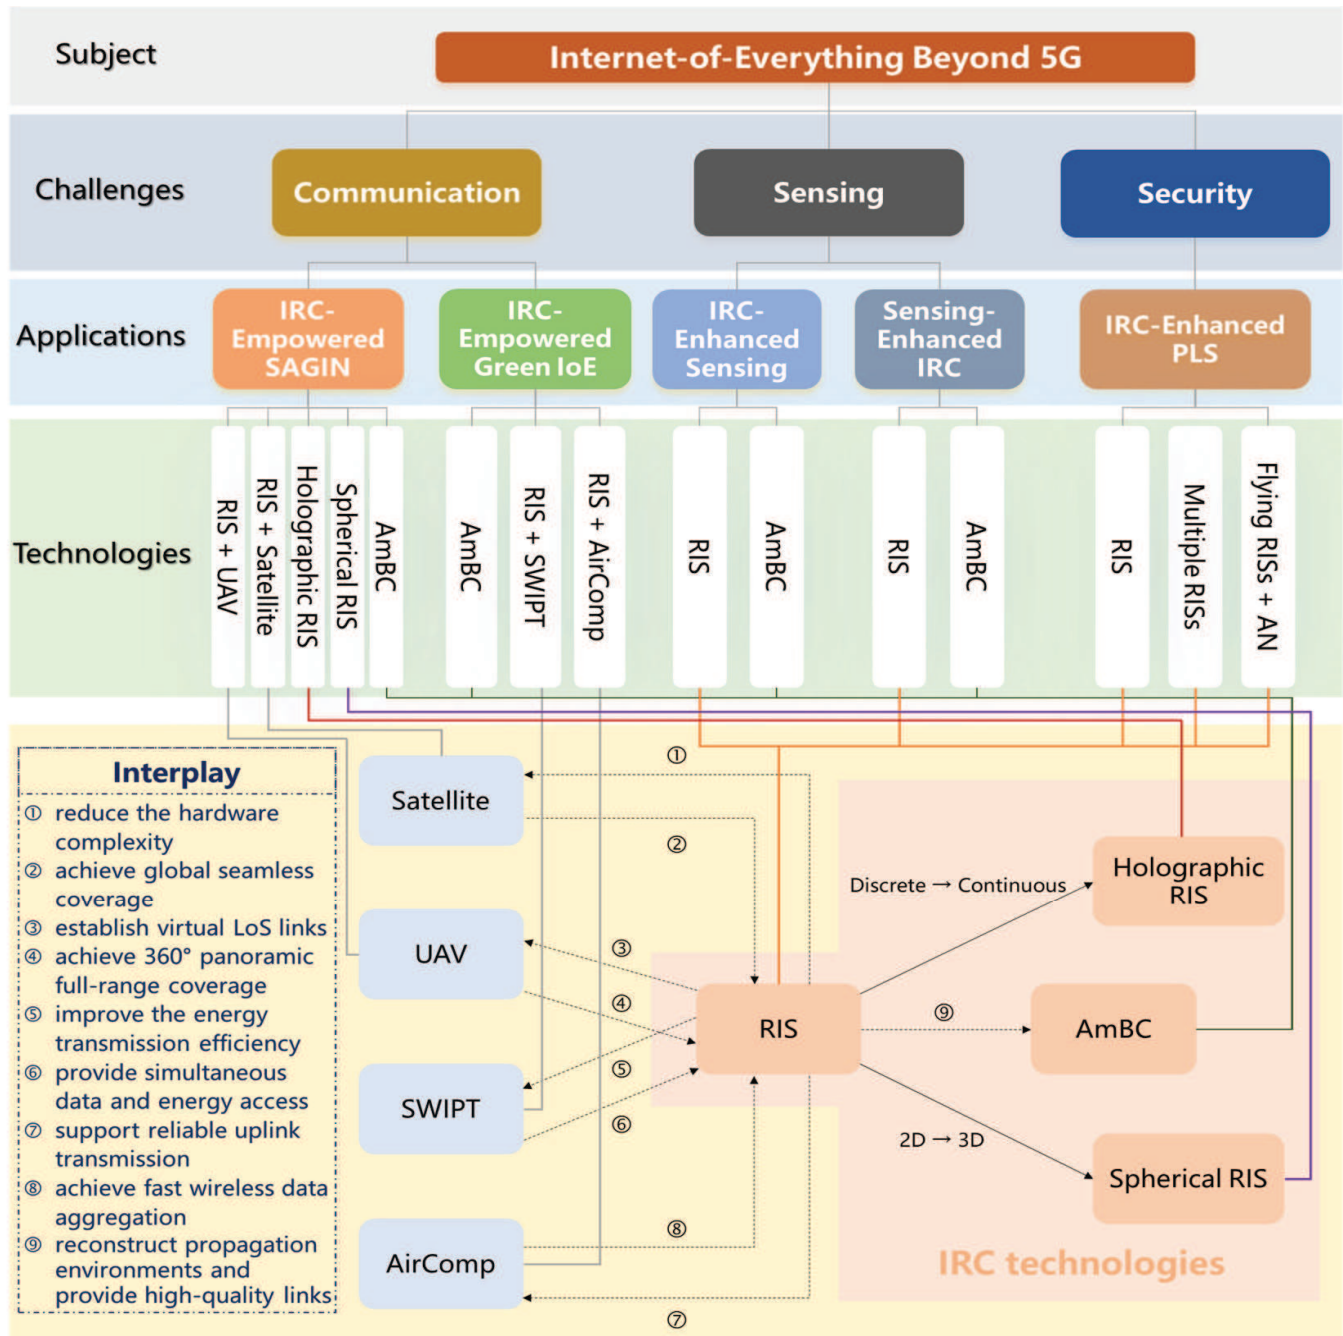 Subject
Internet-of-Everything Beyond 5G
Challenges
Communication
Sensing
Security
Applications
IRC-
Empowered
SAGIN
IRC-
Empowered
Green IoE
IRC-
Enhanced
Sensing
Sensing-
Enhanced
IRC
IRC-Enhanced
PLS
Technologies
RIS + UAV
RIS + Satellite
Holographic RIS
Spherical RIS
AmBC
AmBC
RIS + SWIPT
RIS + AirComp
RIS
AmBC
RIS
AmBC
RIS
Multiple RISs
Flying RISs + AN
Interplay
① reduce the hardware
complexity
② achieve global seamless
coverage
③ establish virtual LoS links
④ achieve 360° panoramic
full-range coverage
⑤ improve the energy
transmission efficiency
⑥ provide simultaneous
data and energy access
⑦ support reliable uplink
transmission
⑧ achieve fast wireless data
aggregation
⑨ reconstruct propagation
environments and
provide high-quality links
Satellite
UAV
SWIPT
AirComp
①
②
③
④
⑤
⑥
⑧
⑦
RIS
Discrete → Continuous
⑨
2D → 3D
Holographic
RIS
AmBC
Spherical RIS
IRC technologies